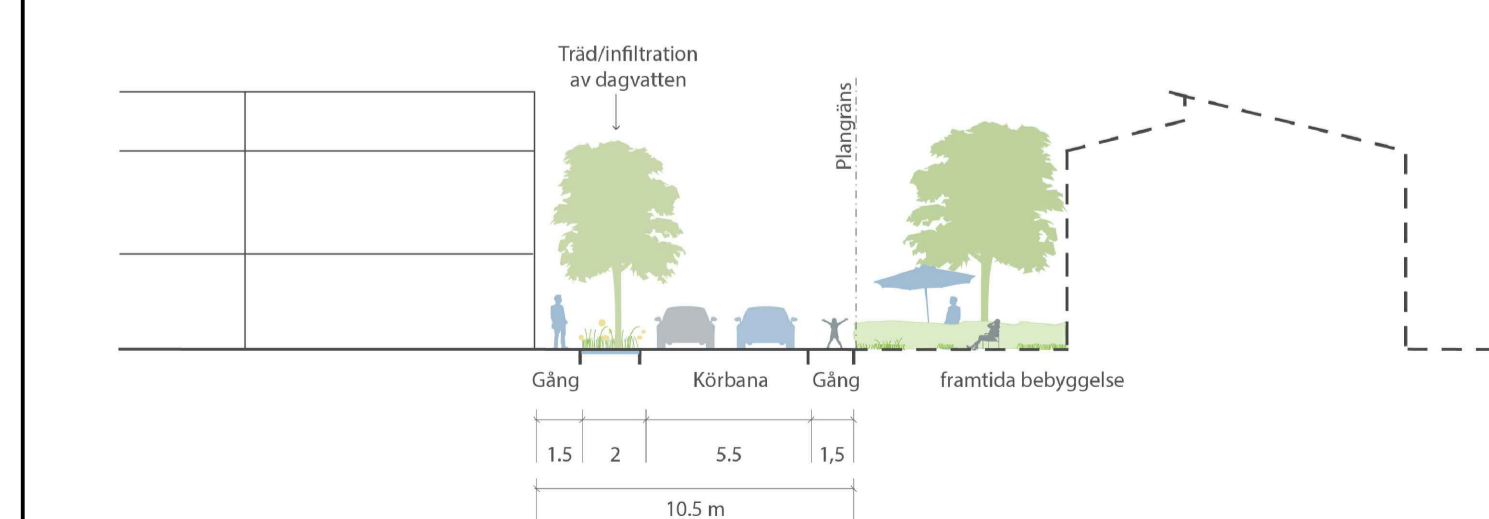 Träd/infiltration
av dagvatten
Plangräns
Gång
Körbana
Gång
framtida bebyggelse
1.5
2
5.5
1,5
10.5 m